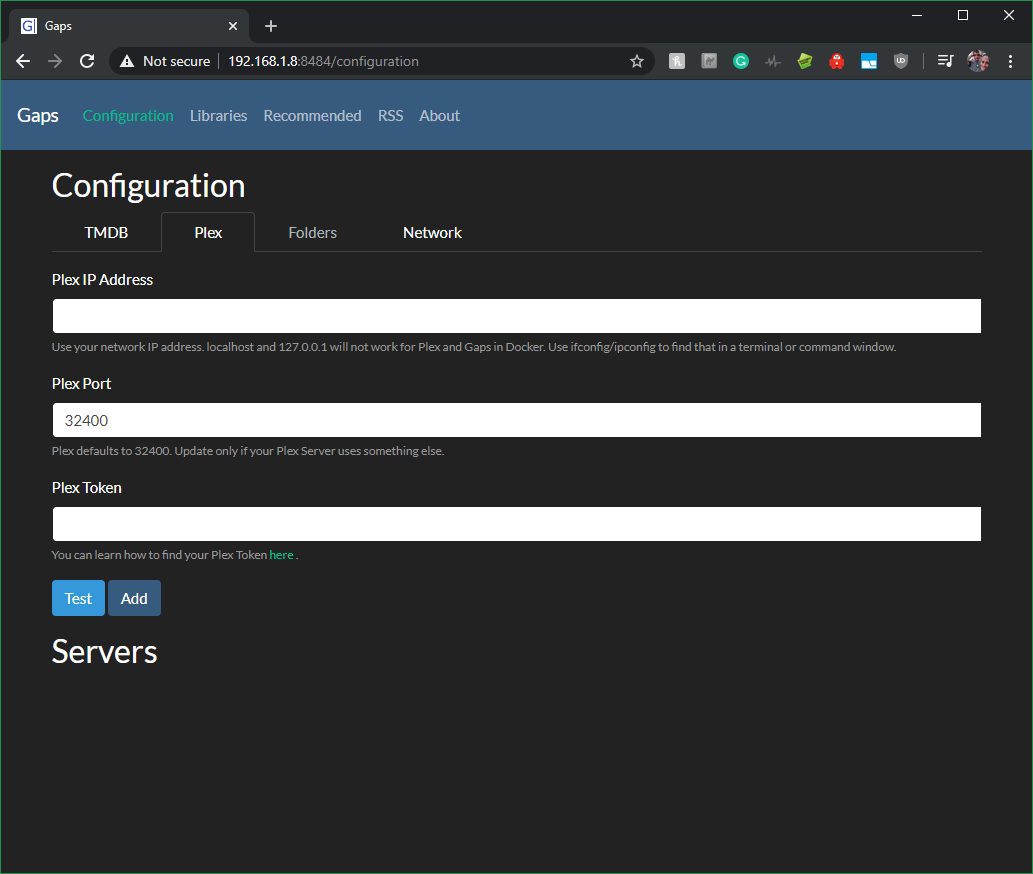 Gaps
Not secure 192.168.1.8:8484/configuration
Gaps Configuration Libraries Recommended RSS About
Configuration
TMDB Plex Folders Network
Plex IP Address
Use your network IP address. localhost and 127.0.0.1 will not work for Plex and Gaps in Docker. Use ifconfig/ipconfig to find that in a terminal or command window.
Plex Port
32400
Plex defaults to 32400. Update only if your Plex Server uses something else.
Plex Token
You can learn how to find your Plex Token here .
Test Add
Servers